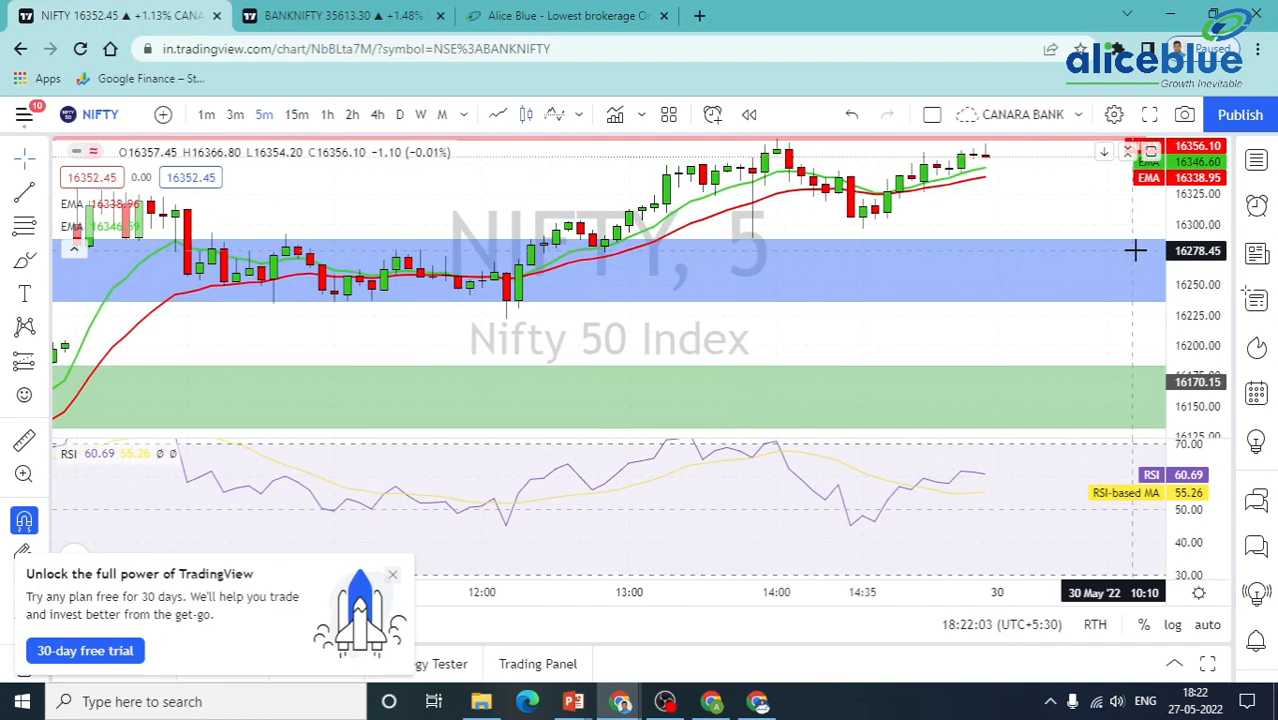 NIFTY 16352.45 ▲ +1.13% CANA
BANKNIFTY 35613.30 ▲ +1.48%
Alice Blue - Lowest brokerage O
in.tradingview.com/chart/NbBLta7M/?symbol=NSE%3ABANKNIFTY
Paused
aliceblue
Growth Inevitable
Apps
Google Finance – St...
10
NIFTY
1m 3m 5m 15m 1h 2h 4h D W M
CANARA BANK
Publish
O16357.45 H16366.80 L16354.20 C16356.10 −1.10 (−0.01%)
16352.45 0.00 16352.45
EMA 16338.96
EMA
NIFTY, 5
Nifty 50 Index
16356.10
EMA 16346.60
EMA 16338.95
16325.00
16300.00
16278.45
16250.00
16225.00
16200.00
16170.15
16150.00
16125.00
RSI 60.69 55.26 ∅ ∅
70.00
RSI 60.69
RSI-based MA 55.26
50.00
40.00
30.00
12:00 13:00 14:00 14:35 30
30 May '22 10:10
Unlock the full power of TradingView
Try any plan free for 30 days. We'll help you trade
and invest better from the get-go.
30-day free trial
18:22:03 (UTC+5:30) RTH % log auto
Tester
Trading Panel
Type here to search
ENG
18:22
27-05-2022